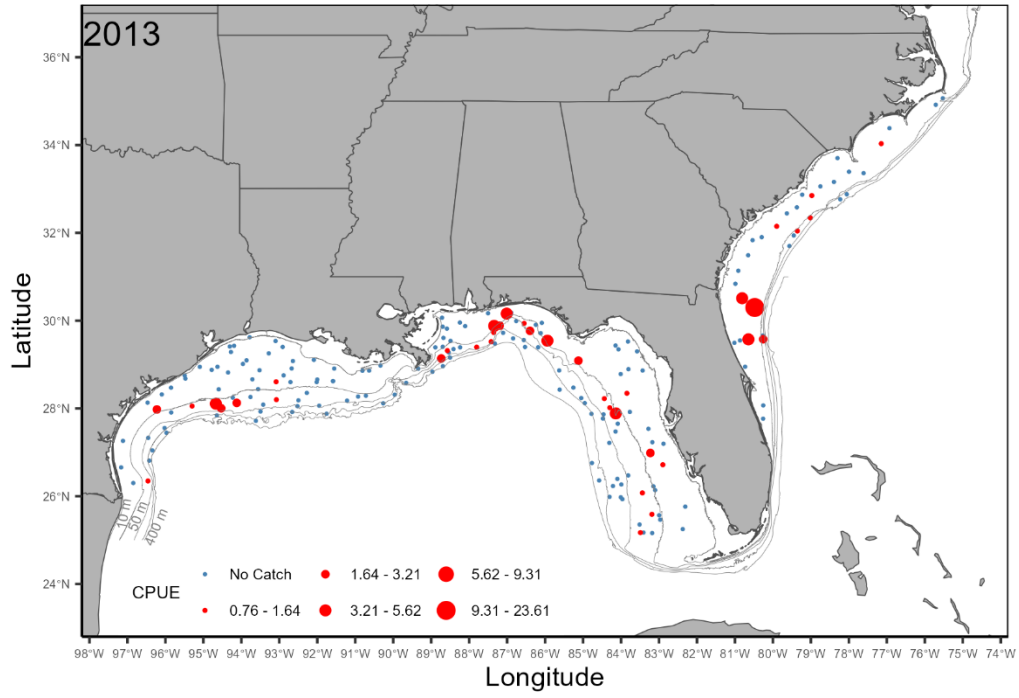 2013
36°N
34°N
32°N
30°N
28°N
26°N
24°N
Latitude
10 m
50 m
400 m
CPUE
No Catch
1.64 - 3.21
5.62 - 9.31
0.76 - 1.64
3.21 - 5.62
9.31 - 23.61
98°W 97°W 96°W 95°W 94°W 93°W 92°W 91°W 90°W 89°W 88°W 87°W 86°W 85°W 84°W 83°W 82°W 81°W 80°W 79°W 78°W 77°W 76°W 75°W 74°W
Longitude